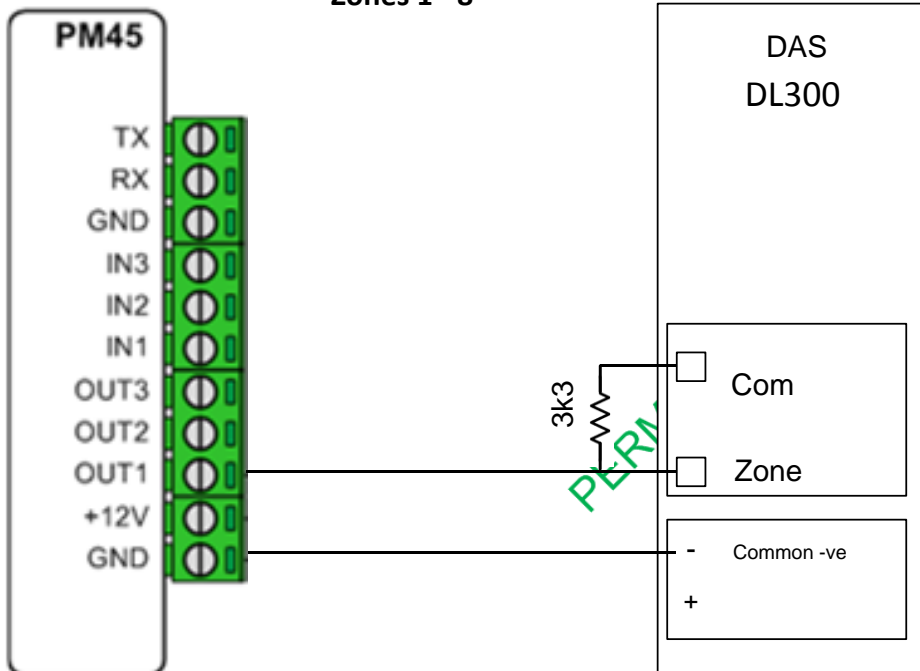 Zones 1 - 8
PM45
TX
RX
GND
IN3
IN2
IN1
OUT3
OUT2
OUT1
+12V
GND
3k3
DAS
DL300
Com
Zone
- Common -ve
+